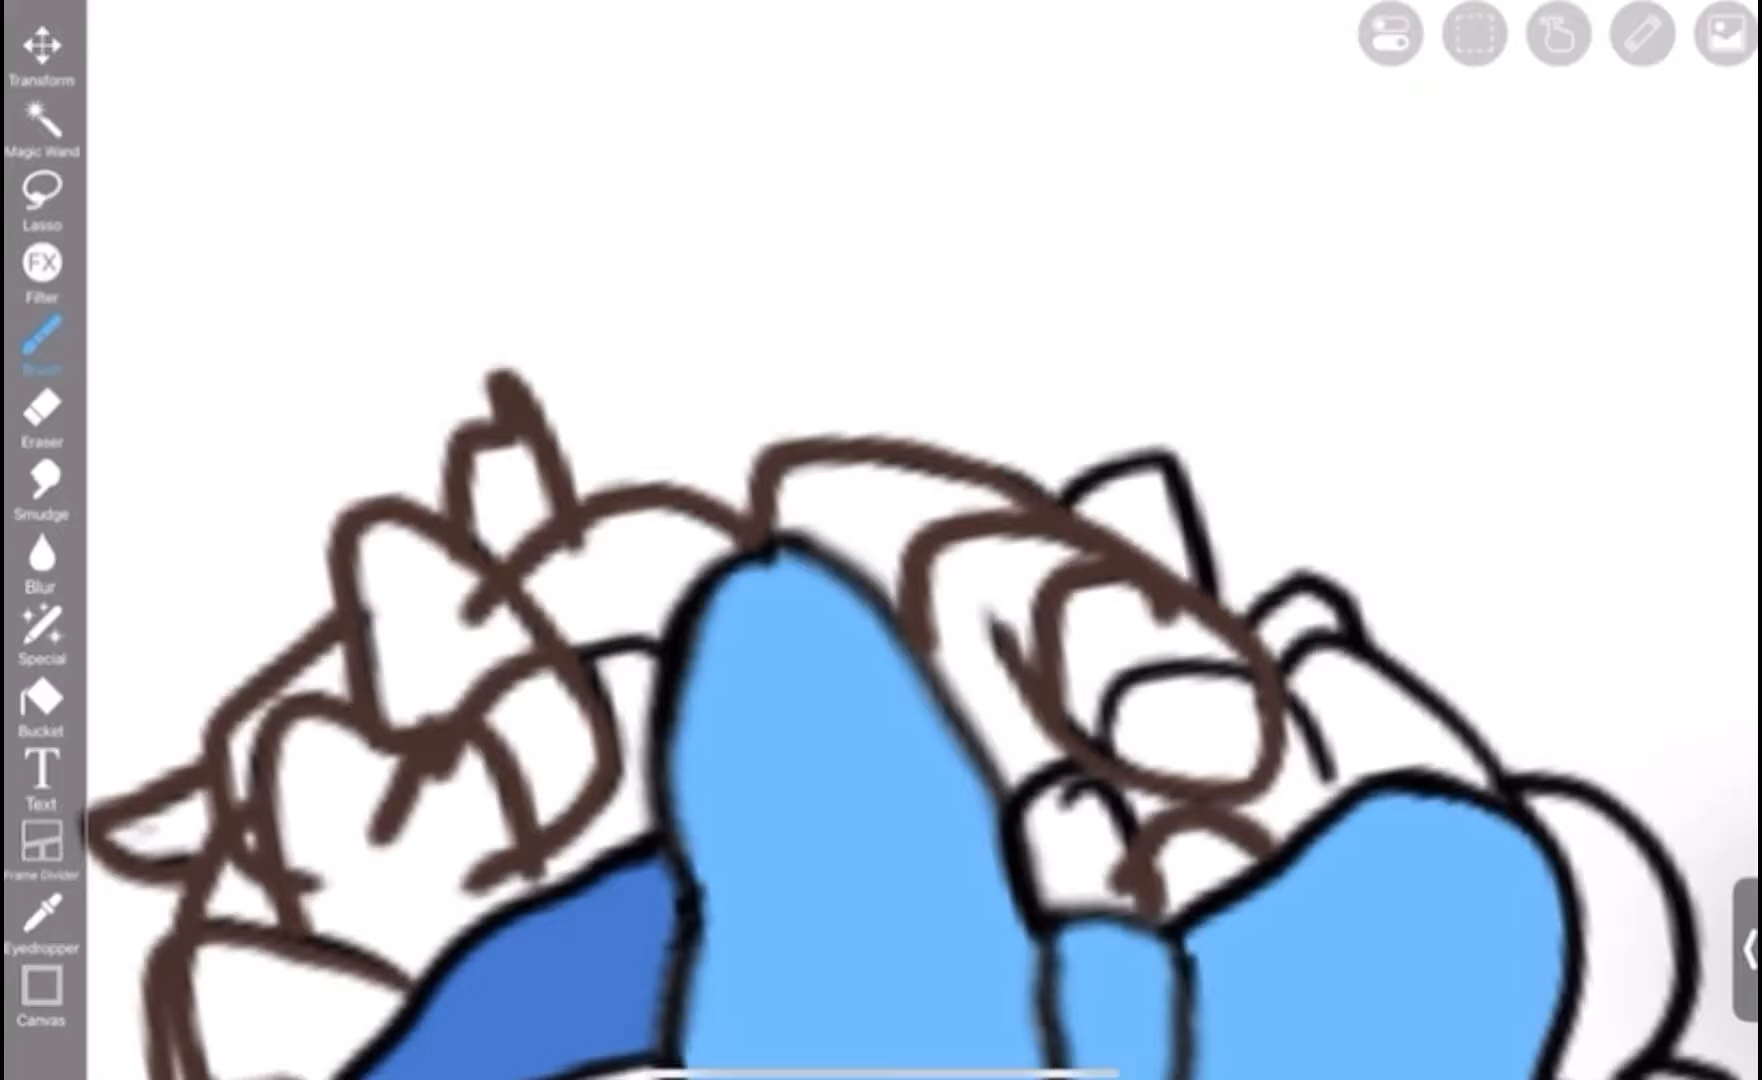 Transform
Magic Wand
Lasso
FX
Filter
Brush
Eraser
Smudge
Blur
Special
Bucket
T
Text
Frame Divider
Eyedropper
Canvas